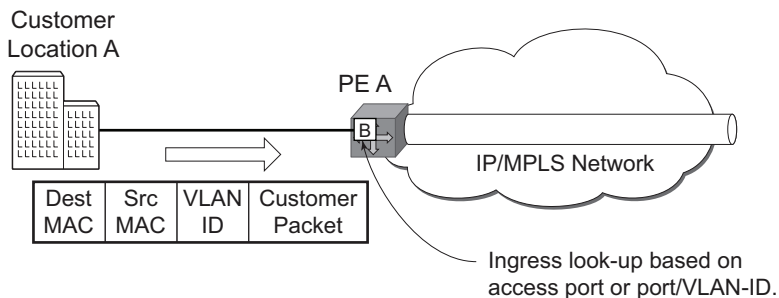 Customer
Location A
PE A
B
IP/MPLS Network
Dest
MAC
Src
MAC
VLAN
ID
Customer
Packet
Ingress look-up based on
access port or port/VLAN-ID.